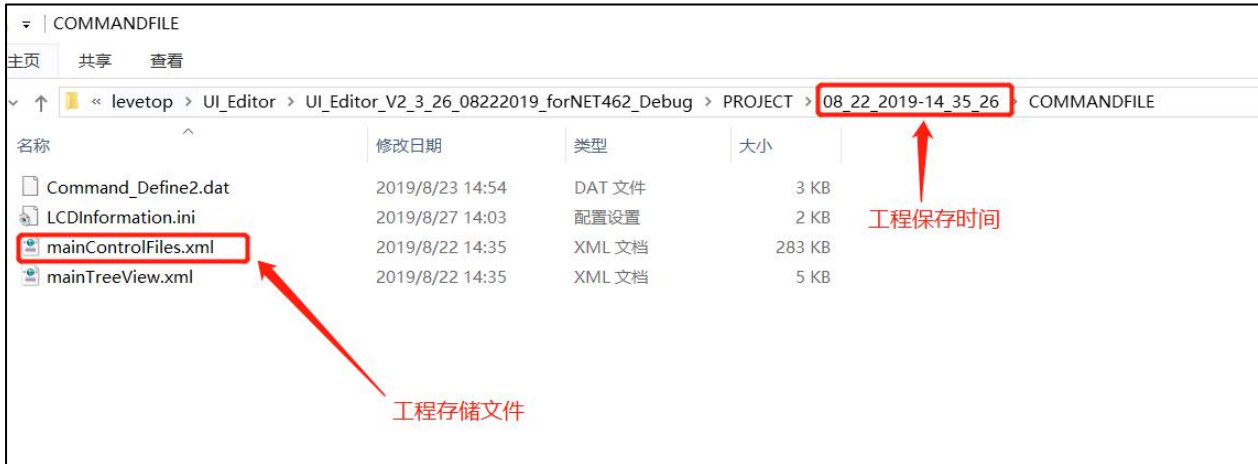 COMMANDFILE
主页 共享 查看
« levetop > UI_Editor > UI_Editor_V2_3_26_08222019_forNET462_Debug > PROJECT > 08_22_2019-14_35_26 > COMMANDFILE
名称 修改日期 类型 大小
Command_Define2.dat 2019/8/23 14:54 DAT 文件 3 KB
LCDInformation.ini 2019/8/27 14:03 配置设置 2 KB
工程保存时间
mainControlFiles.xml 2019/8/22 14:35 XML 文档 283 KB
mainTreeView.xml 2019/8/22 14:35 XML 文档 5 KB
工程存储文件